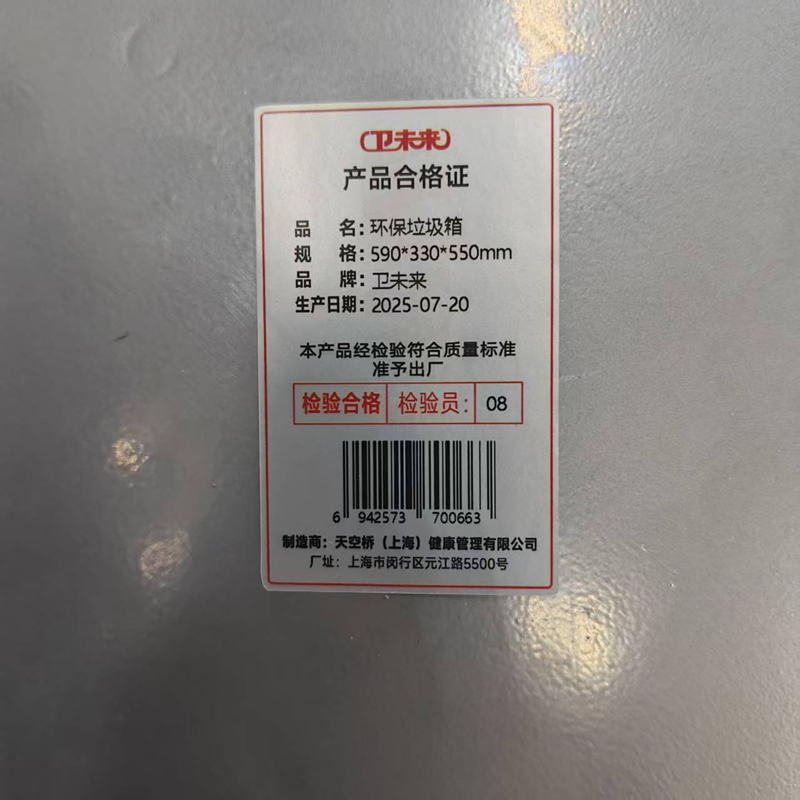 卫未来
产品合格证
品 名：环保垃圾箱
规 格：590*330*550mm
品 牌：卫未来
生产日期：2025-07-20
本产品经检验符合质量标准
准予出厂
检验合格 检验员： 08
6 942573 700663
制造商：天空桥（上海）健康管理有限公司
厂址：上海市闵行区元江路5500号